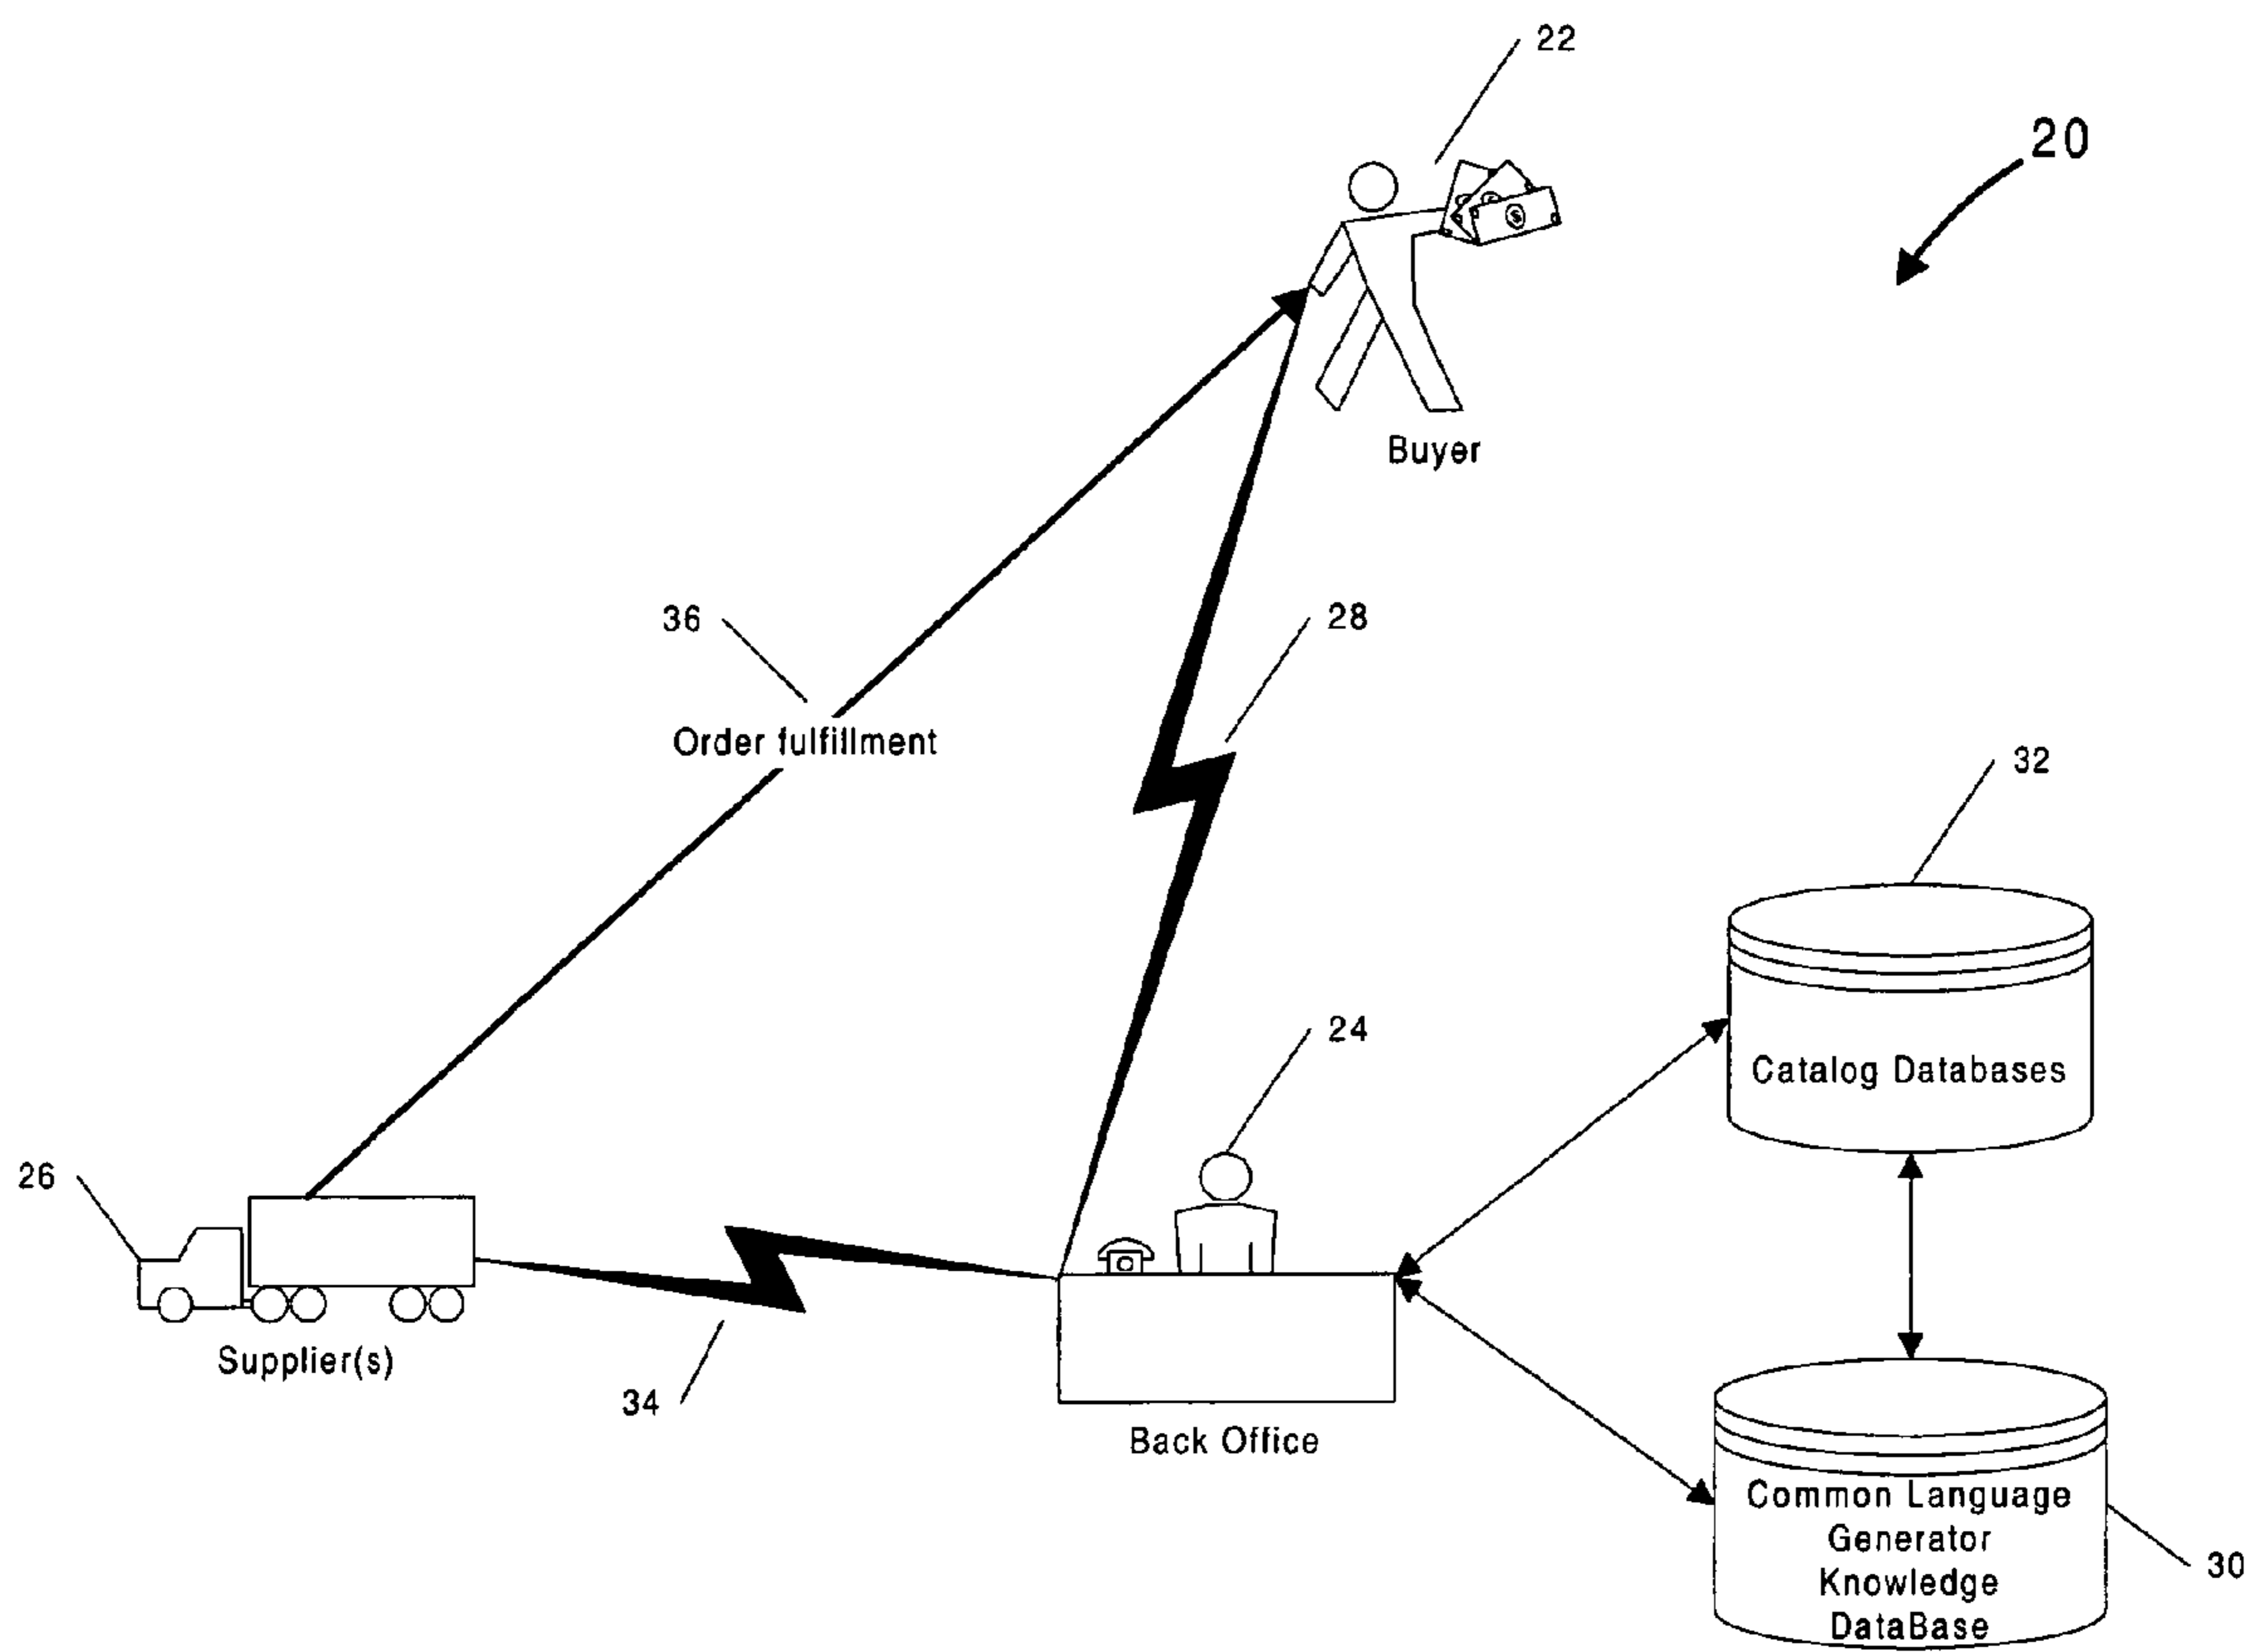 22
20
$
Buyer
36
28
Order fulfillment
32
24
Catalog Databases
26
Supplier(s)
34
Back Office
Common Language
Generator
Knowledge
DataBase
30